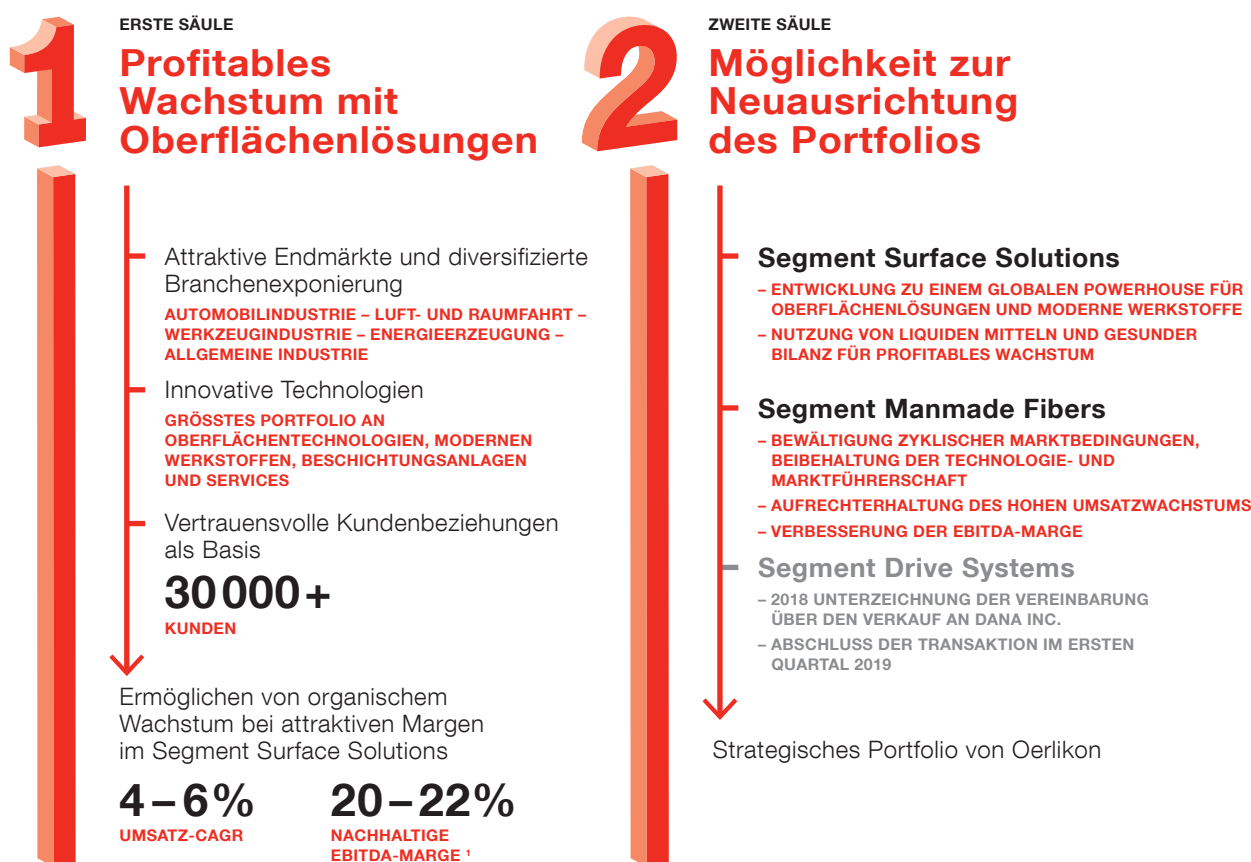 1
ERSTE SÄULE
Profitables
Wachstum mit
Oberflächenlösungen
Attraktive Endmärkte und diversifizierte
Branchenexponierung
AUTOMOBILINDUSTRIE – LUFT- UND RAUMFAHRT –
WERKZEUGINDUSTRIE – ENERGIEERZEUGUNG –
ALLGEMEINE INDUSTRIE
Innovative Technologien
GRÖSSTES PORTFOLIO AN
OBERFLÄCHENTECHNOLOGIEN, MODERNEN
WERKSTOFFEN, BESCHICHTUNGSANLAGEN
UND SERVICES
Vertrauensvolle Kundenbeziehungen
als Basis
30 000 +
KUNDEN
Ermöglichen von organischem
Wachstum bei attraktiven Margen
im Segment Surface Solutions
4 – 6 %
UMSATZ-CAGR
20 – 22 %
NACHHALTIGE
EBITDA-MARGE ¹
2
ZWEITE SÄULE
Möglichkeit zur
Neuausrichtung
des Portfolios
Segment Surface Solutions
– ENTWICKLUNG ZU EINEM GLOBALEN POWERHOUSE FÜR
OBERFLÄCHENLÖSUNGEN UND MODERNE WERKSTOFFE
– NUTZUNG VON LIQUIDEN MITTELN UND GESUNDER
BILANZ FÜR PROFITABLES WACHSTUM
Segment Manmade Fibers
– BEWÄLTIGUNG ZYKLISCHER MARKTBEDINGUNGEN,
BEIBEHALTUNG DER TECHNOLOGIE- UND
MARKTFÜHRERSCHAFT
– AUFRECHTERHALTUNG DES HOHEN UMSATZWACHSTUMS
– VERBESSERUNG DER EBITDA-MARGE
Segment Drive Systems
– 2018 UNTERZEICHNUNG DER VEREINBARUNG
ÜBER DEN VERKAUF AN DANA INC.
– ABSCHLUSS DER TRANSAKTION IM ERSTEN
QUARTAL 2019
Strategisches Portfolio von Oerlikon